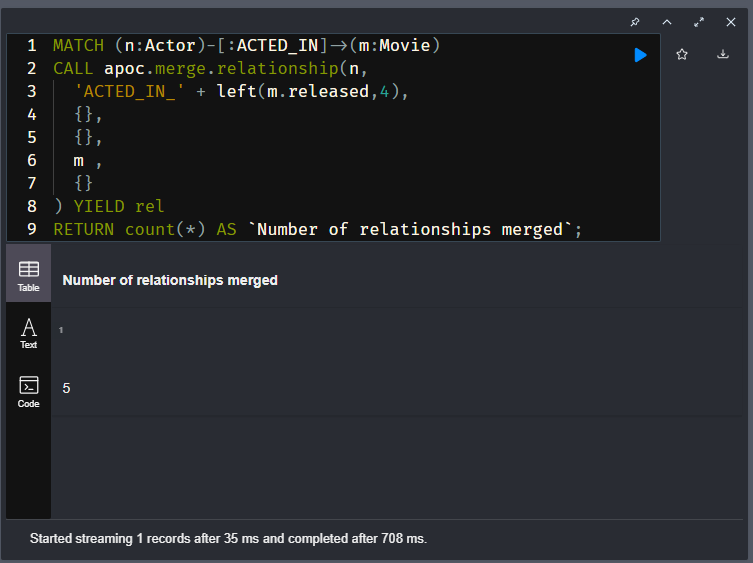 1 MATCH (n:Actor)-[:ACTED_IN]->(m:Movie)
2 CALL apoc.merge.relationship(n,
3 'ACTED_IN_' + left(m.released,4),
4 {},
5 {},
6 m ,
7 {}
8 ) YIELD rel
9 RETURN count(*) AS `Number of relationships merged`;
Table
Number of relationships merged
1
Text
5
Code
Started streaming 1 records after 35 ms and completed after 708 ms.